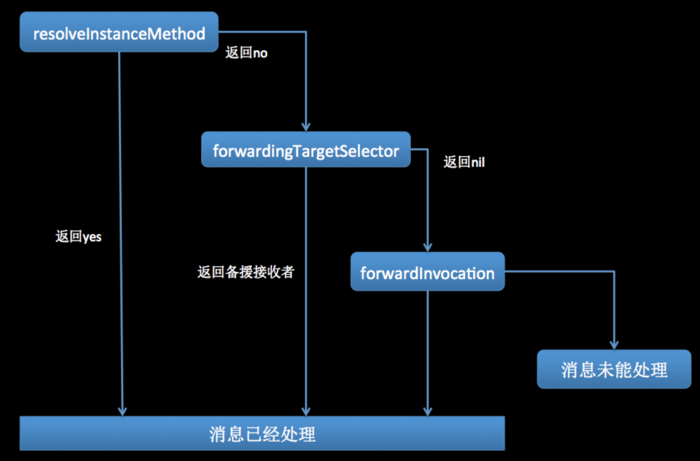 resolveInstanceMethod
返回no
forwardingTargetSelector
返回nil
返回yes
返回备援接收者
forwardInvocation
消息未能处理
消息已经处理